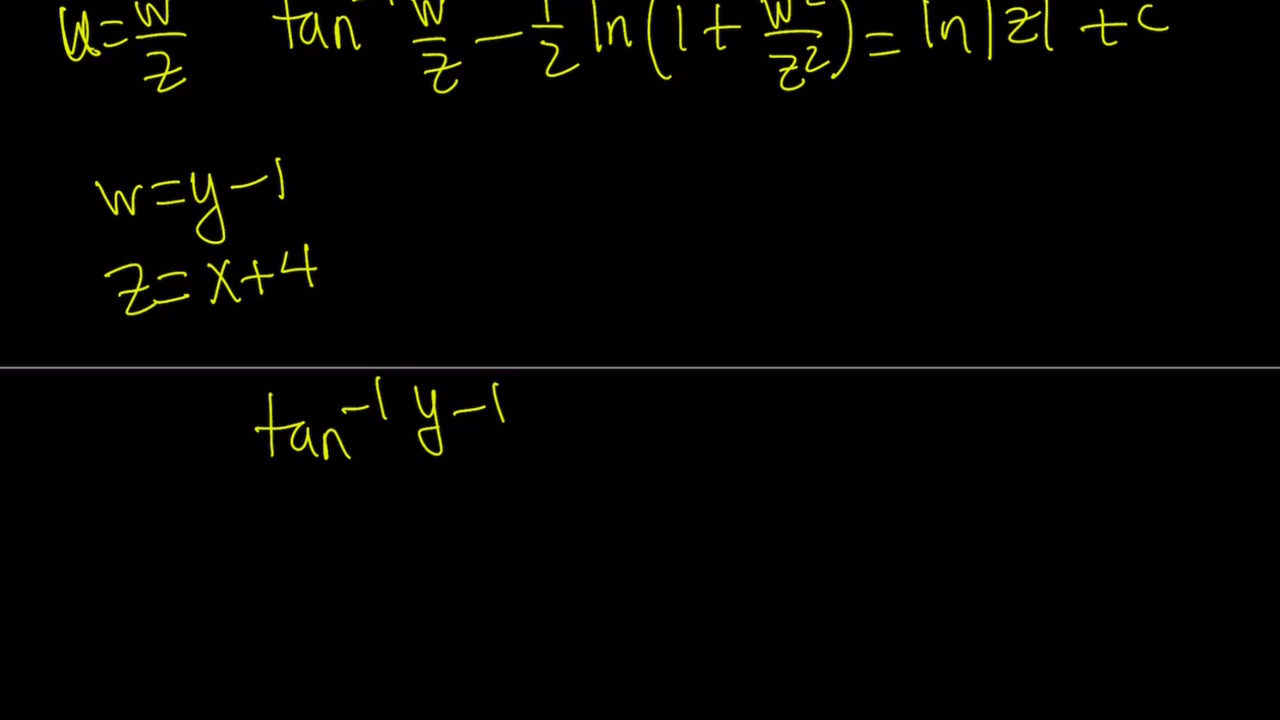 u = w/z   tan⁻¹ w/z − 1/2 ln(1 + w²/z²) = ln|z| + c
w = y − 1
z = x + 4
tan⁻¹ y − 1